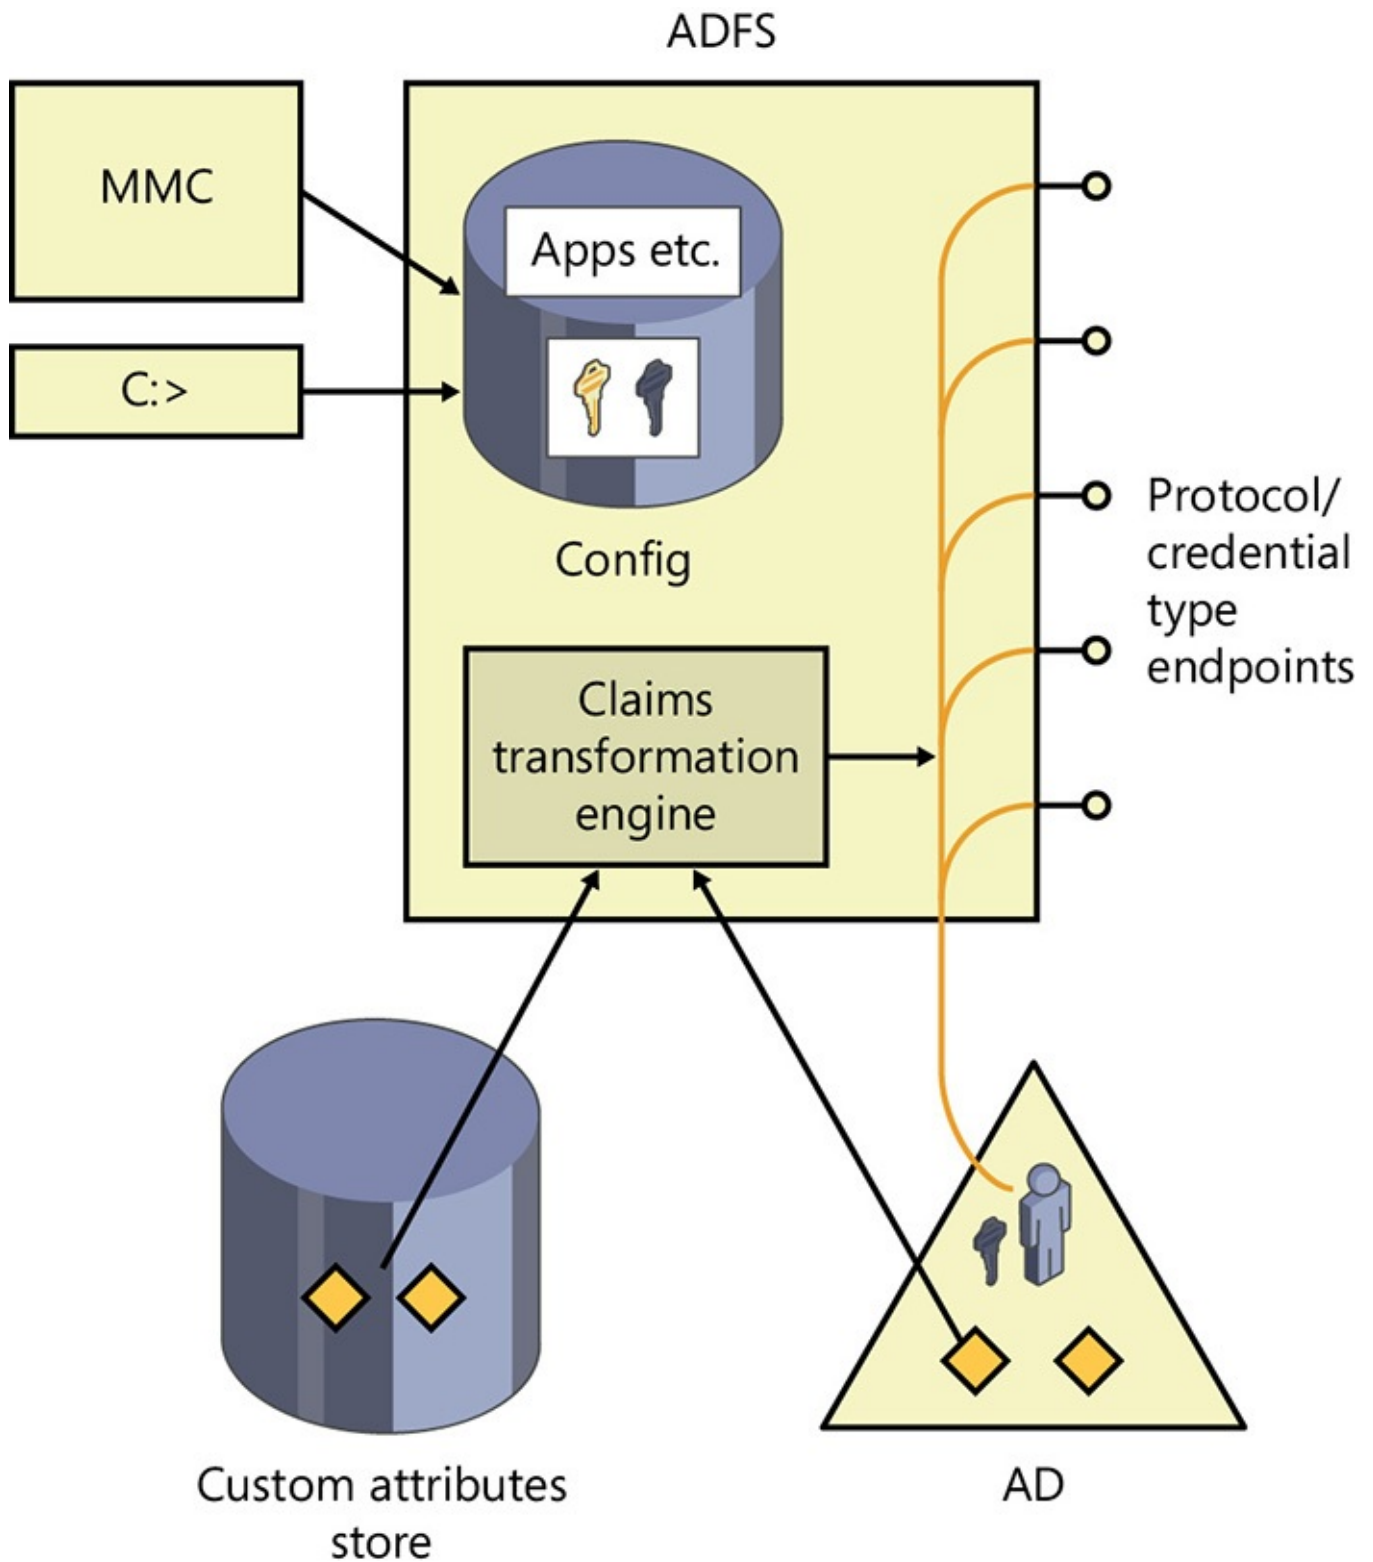 ADFS
MMC
Apps etc.
C:>
Config
Protocol/
credential
type
endpoints
Claims
transformation
engine
Custom attributes
store
AD